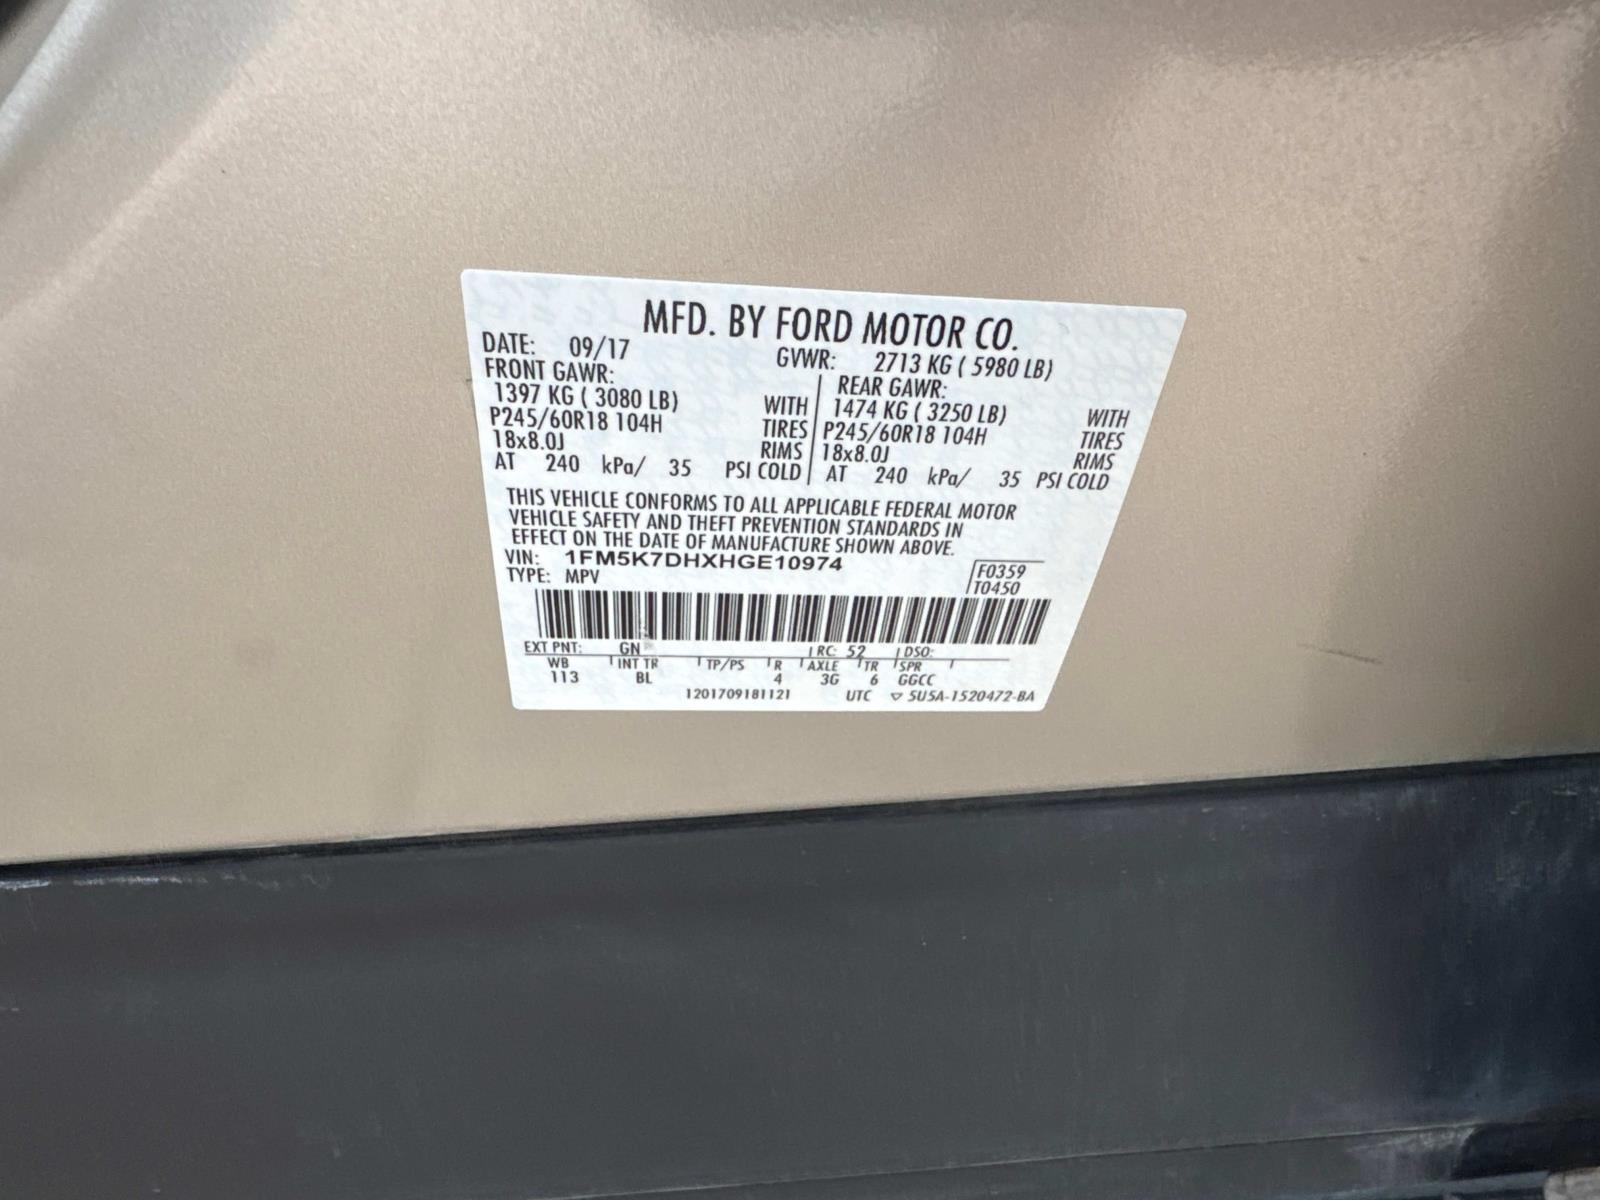 MFD. BY FORD MOTOR CO.
DATE: 09/17 GVWR: 2713 KG ( 5980 LB)
FRONT GAWR: REAR GAWR:
1397 KG ( 3080 LB) WITH 1474 KG ( 3250 LB) WITH
P245/60R18 104H TIRES P245/60R18 104H TIRES
18x8.0J RIMS 18x8.0J RIMS
AT 240 kPa/ 35 PSI COLD AT 240 kPa/ 35 PSI COLD
THIS VEHICLE CONFORMS TO ALL APPLICABLE FEDERAL MOTOR
VEHICLE SAFETY AND THEFT PREVENTION STANDARDS IN
EFFECT ON THE DATE OF MANUFACTURE SHOWN ABOVE.
VIN: 1FM5K7DHXHGE10974
TYPE: MPV
F0359
T0450
EXT PNT: GN RC: 52 DSO:
WB INT TR TP/PS R AXLE TR SPR
113 BL 4 3G 6 GGCC
1201709181121 UTC ▽ 5U5A-1520472-BA